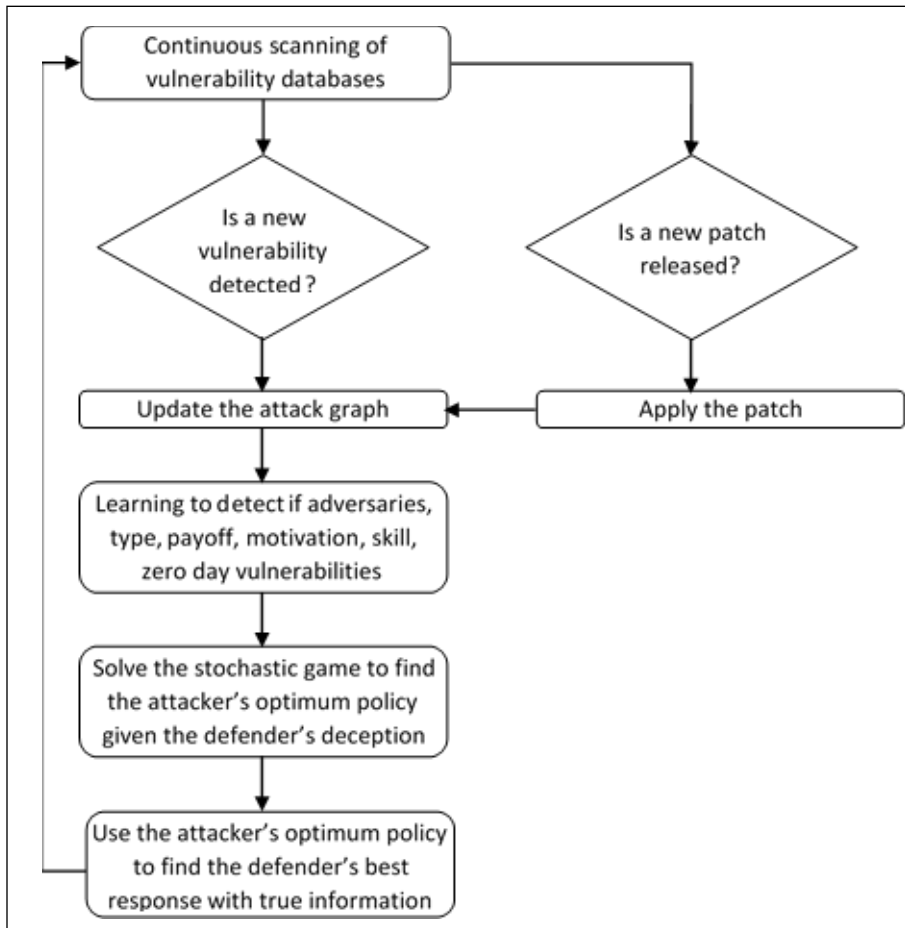 Continuous scanning of
vulnerability databases
Is a new
vulnerability
detected?
Is a new patch
released?
Update the attack graph
Apply the patch
Learning to detect if adversaries,
type, payoff, motivation, skill,
zero day vulnerabilities
Solve the stochastic game to find
the attacker's optimum policy
given the defender's deception
Use the attacker's optimum policy
to find the defender's best
response with true information